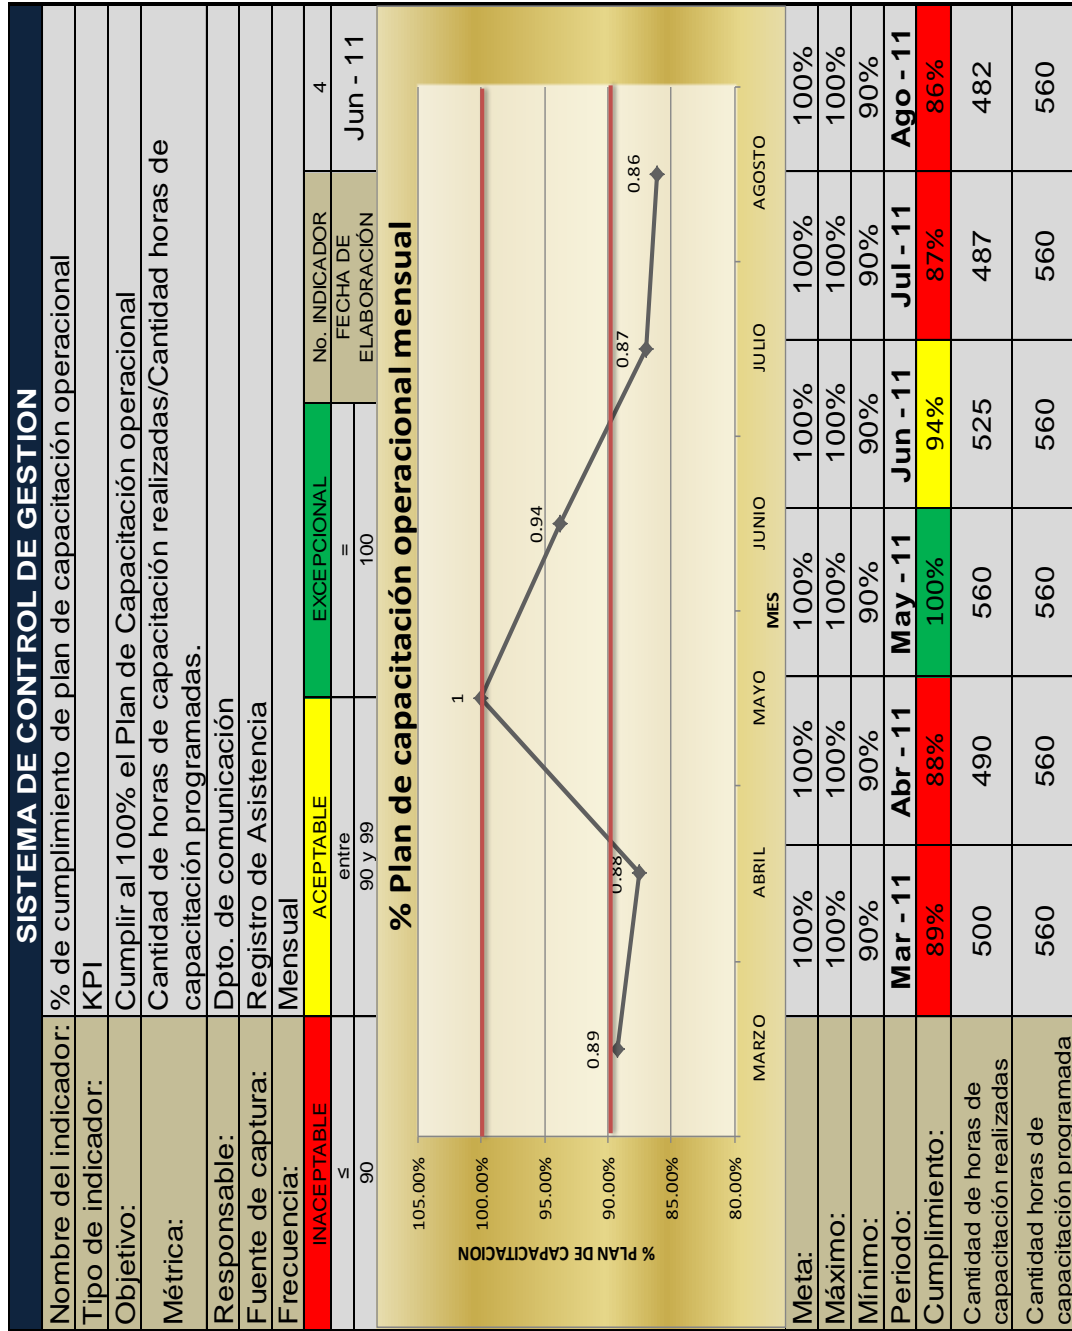 SISTEMA DE CONTROL DE GESTION
Nombre del indicador: % de cumplimiento de plan de capacitación operacional
Tipo de indicador: KPI
Objetivo: Cumplir al 100% el Plan de Capacitación operacional
Métrica: Cantidad de horas de capacitación realizadas/Cantidad horas de
capacitación programadas.
Responsable: Dpto. de comunicación
Fuente de captura: Registro de Asistencia
Frecuencia: Mensual
INACEPTABLE ACEPTABLE EXCEPCIONAL No. INDICADOR 4
≤ entre = FECHA DE Jun - 11
90 90 y 99 100 ELABORACIÓN
% Plan de capacitación operacional mensual
% PLAN DE CAPACITACION
105.00%
100.00%
95.00%
90.00%
85.00%
80.00%
0.89 0.88 1 0.94 0.87 0.86
MARZO ABRIL MAYO JUNIO JULIO AGOSTO
MES
Meta: 100% 100% 100% 100% 100% 100%
Máximo: 100% 100% 100% 100% 100% 100%
Mínimo: 90% 90% 90% 90% 90% 90%
Periodo: Mar - 11 Abr - 11 May - 11 Jun - 11 Jul - 11 Ago - 11
Cumplimiento: 89% 88% 100% 94% 87% 86%
Cantidad de horas de
capacitación realizadas 500 490 560 525 487 482
Cantidad horas de
capacitación programada 560 560 560 560 560 560